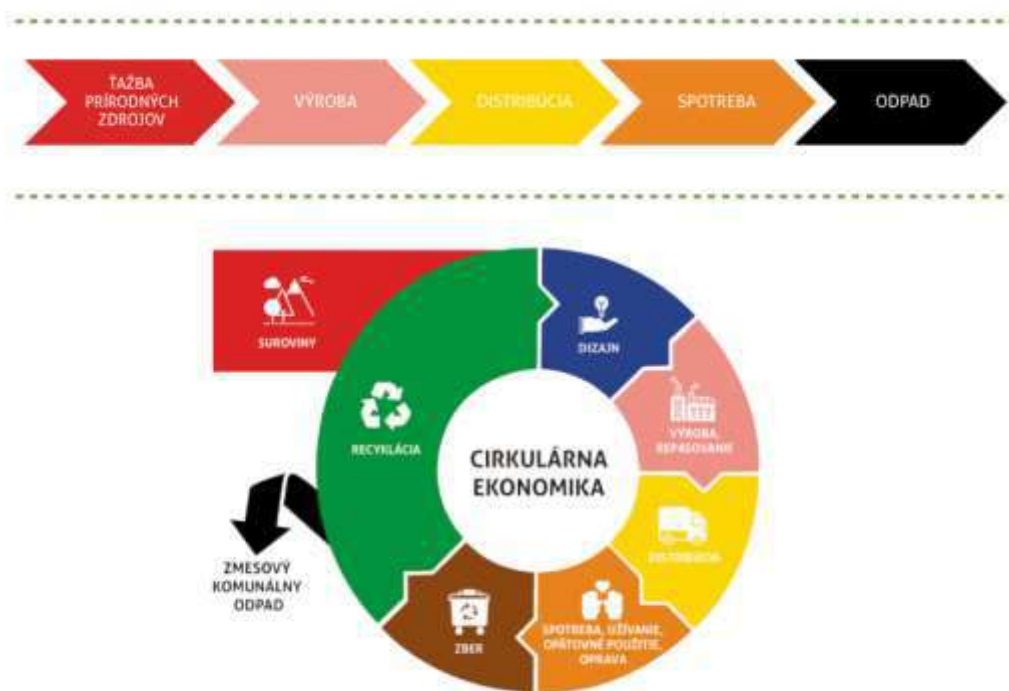 ŤAŽBA
PRÍRODNÝCH
ZDROJOV
VÝROBA
DISTRIBÚCIA
SPOTREBA
ODPAD
SUROVINY
DIZAJN
RECYKLÁCIA
VÝROBA,
REPASOVANIE
CIRKULÁRNA
EKONOMIKA
DISTRIBÚCIA
ZMESOVÝ
KOMUNÁLNY
ODPAD
ZBER
SPOTREBA, UŽÍVANIE,
OPÄTOVNÉ POUŽITIE,
OPRAVA